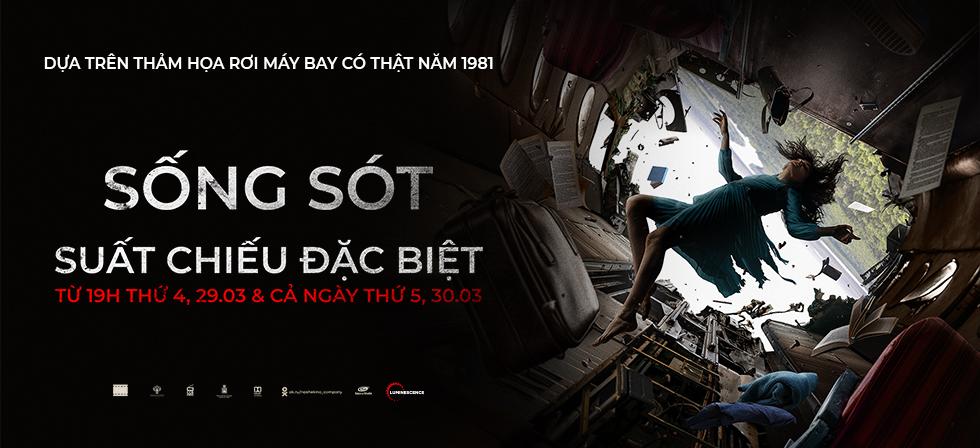 DỰA TRÊN THẢM HỌA RƠI MÁY BAY CÓ THẬT NĂM 1981
SỐNG SÓT
SUẤT CHIẾU ĐẶC BIỆT
TỪ 19H THỨ 4, 29.03 & CẢ NGÀY THỨ 5, 30.03
LUMINESCENCE